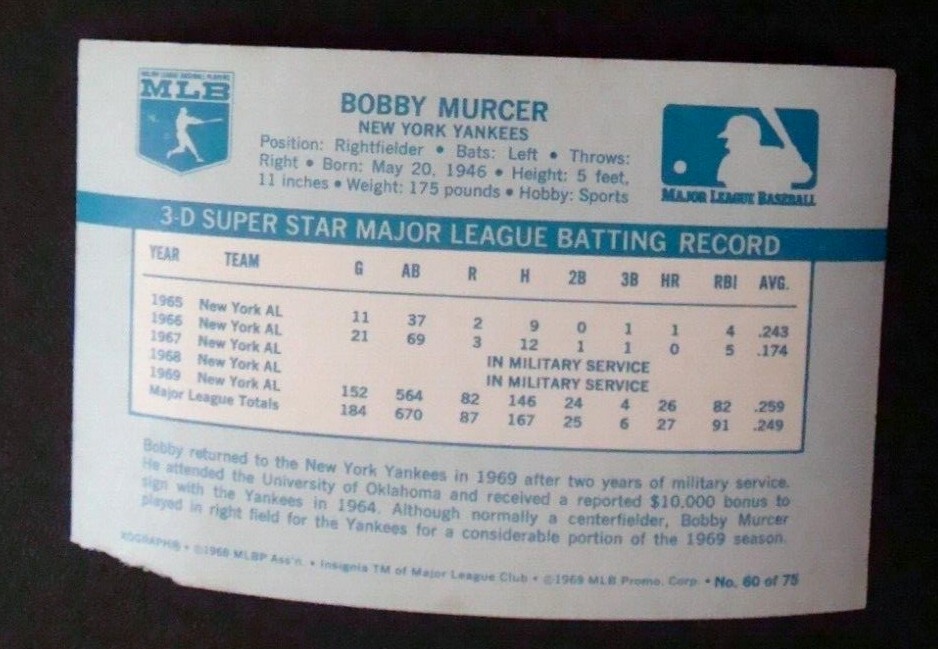 MAJOR LEAGUE BASEBALL PLAYERS
MLB
BOBBY MURCER
NEW YORK YANKEES
Position: Rightfielder • Bats: Left • Throws:
Right • Born: May 20, 1946 • Height: 5 feet,
11 inches • Weight: 175 pounds • Hobby: Sports
MAJOR LEAGUE BASEBALL
3-D SUPER STAR MAJOR LEAGUE BATTING RECORD
YEAR TEAM G AB R H 2B 3B HR RBI AVG.
1965 New York AL 11 37 2 9 0 1 1 4 .243
1966 New York AL 21 69 3 12 1 1 0 5 .174
1967 New York AL IN MILITARY SERVICE
1968 New York AL IN MILITARY SERVICE
1969 New York AL 152 564 82 146 24 4 26 82 .259
Major League Totals 184 670 87 167 25 6 27 91 .249
Bobby returned to the New York Yankees in 1969 after two years of military service.
He attended the University of Oklahoma and received a reported $10,000 bonus to
sign with the Yankees in 1964. Although normally a centerfielder, Bobby Murcer
played in right field for the Yankees for a considerable portion of the 1969 season.
XOGRAPH® • ©1968 MLBP Ass'n. • Insignia TM of Major League Club • ©1969 MLB Promo. Corp. • No. 60 of 75